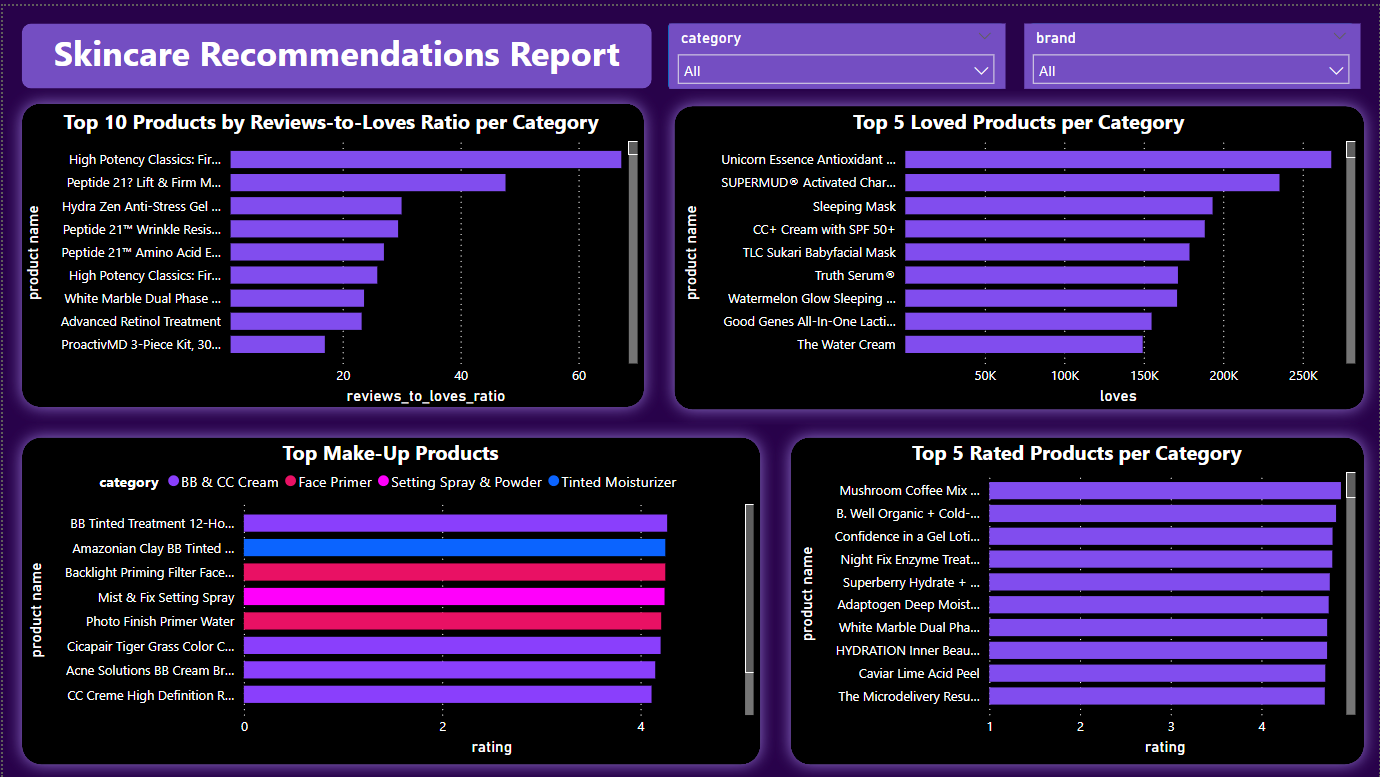 Skincare Recommendations Report
category
All
brand
All
Top 10 Products by Reviews-to-Loves Ratio per Category
product name
High Potency Classics: Fir...
Peptide 21? Lift & Firm M...
Hydra Zen Anti-Stress Gel ...
Peptide 21™ Wrinkle Resis...
Peptide 21™ Amino Acid E...
High Potency Classics: Fir...
White Marble Dual Phase ...
Advanced Retinol Treatment
ProactivMD 3-Piece Kit, 30...
20 40 60
reviews_to_loves_ratio
Top 5 Loved Products per Category
product name
Unicorn Essence Antioxidant ...
SUPERMUD® Activated Char...
Sleeping Mask
CC+ Cream with SPF 50+
TLC Sukari Babyfacial Mask
Truth Serum®
Watermelon Glow Sleeping ...
Good Genes All-In-One Lacti...
The Water Cream
50K 100K 150K 200K 250K
loves
Top Make-Up Products
category BB & CC Cream Face Primer Setting Spray & Powder Tinted Moisturizer
product name
BB Tinted Treatment 12-Ho...
Amazonian Clay BB Tinted ...
Backlight Priming Filter Face...
Mist & Fix Setting Spray
Photo Finish Primer Water
Cicapair Tiger Grass Color C...
Acne Solutions BB Cream Br...
CC Creme High Definition R...
0 2 4
rating
Top 5 Rated Products per Category
product name
Mushroom Coffee Mix ...
B. Well Organic + Cold-...
Confidence in a Gel Loti...
Night Fix Enzyme Treat...
Superberry Hydrate + ...
Adaptogen Deep Moist...
White Marble Dual Pha...
HYDRATION Inner Beau...
Caviar Lime Acid Peel
The Microdelivery Resu...
1 2 3 4
rating